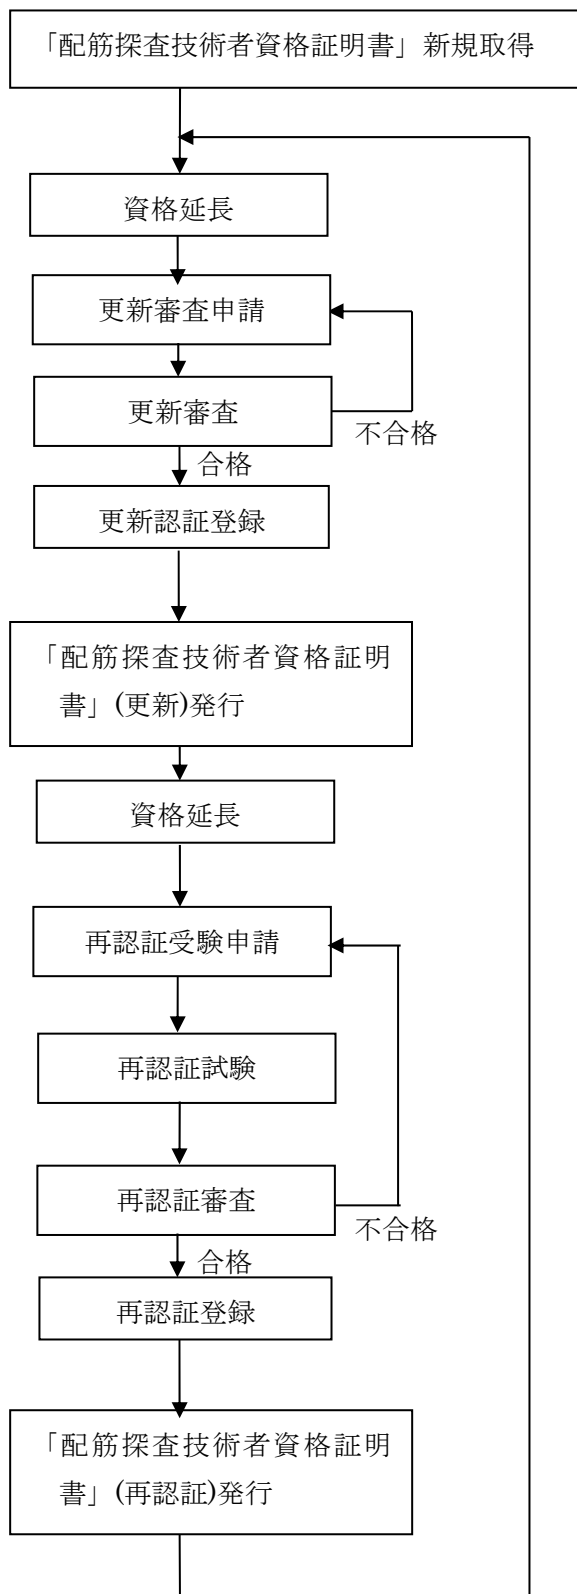 「配筋探査技術者資格証明書」新規取得
資格延長
更新審査申請
更新審査
不合格
合格
更新認証登録
「配筋探査技術者資格証明
書」(更新)発行
資格延長
再認証受験申請
再認証試験
再認証審査
不合格
合格
再認証登録
「配筋探査技術者資格証明
書」(再認証)発行